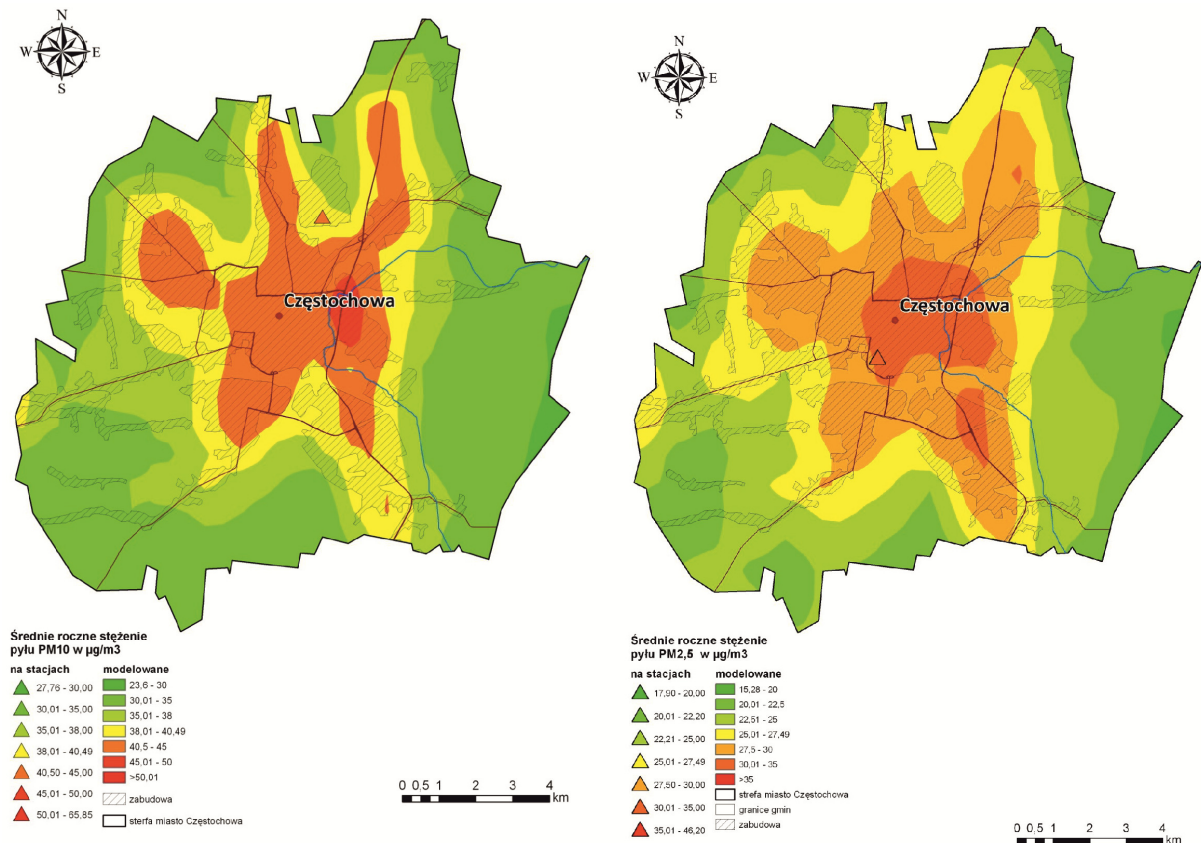 N
W E
S
Częstochowa
Średnie roczne stężenie
pyłu PM10 w µg/m3
na stacjach modelowane
27,76 - 30,00 23,6 - 30
30,01 - 35,00 30,01 - 35
35,01 - 38,00 35,01 - 38
38,01 - 40,49 38,01 - 40,49
40,50 - 45,00 40,5 - 45
45,01 - 50,00 45,01 - 50
50,01 - 65,85 >50,01
zabudowa
sterfa miasto Częstochowa
0 0,5 1 2 3 4
km
N
W E
S
Częstochowa
Średnie roczne stężenie
pyłu PM2,5 w µg/m3
na stacjach modelowane
17,90 - 20,00 15,28 - 20
20,01 - 22,20 20,01 - 22,5
22,21 - 25,00 22,51 - 25
25,01 - 27,49 25,01 - 27,49
27,50 - 30,00 27,5 - 30
30,01 - 35,00 30,01 - 35
35,01 - 46,20 >35
strefa miasto Częstochowa
granice gmin
zabudowa
0 0,5 1 2 3 4
km